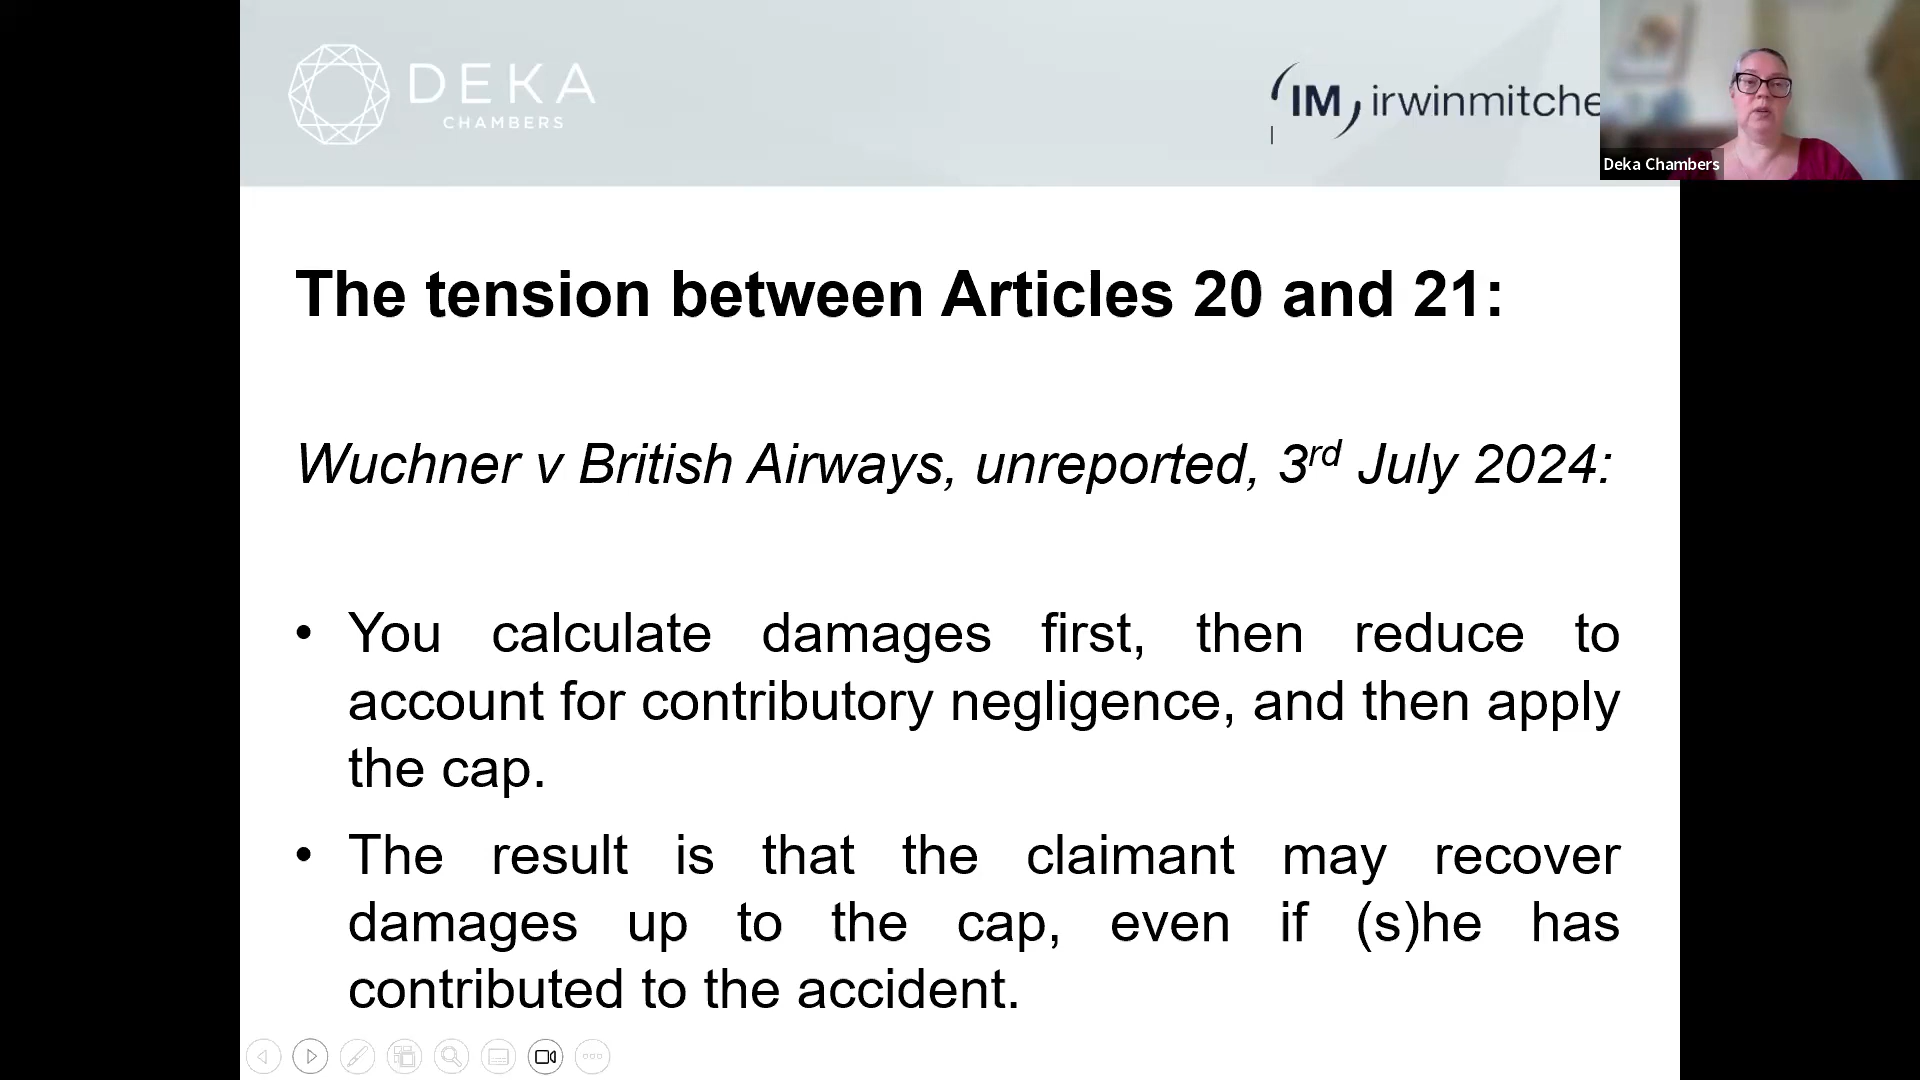 DEKA
CHAMBERS
IM irwinmitche
Deka Chambers
The tension between Articles 20 and 21:
Wuchner v British Airways, unreported, 3rd July 2024:
• You calculate damages first, then reduce to
account for contributory negligence, and then apply
the cap.
• The result is that the claimant may recover
damages up to the cap, even if (s)he has
contributed to the accident.